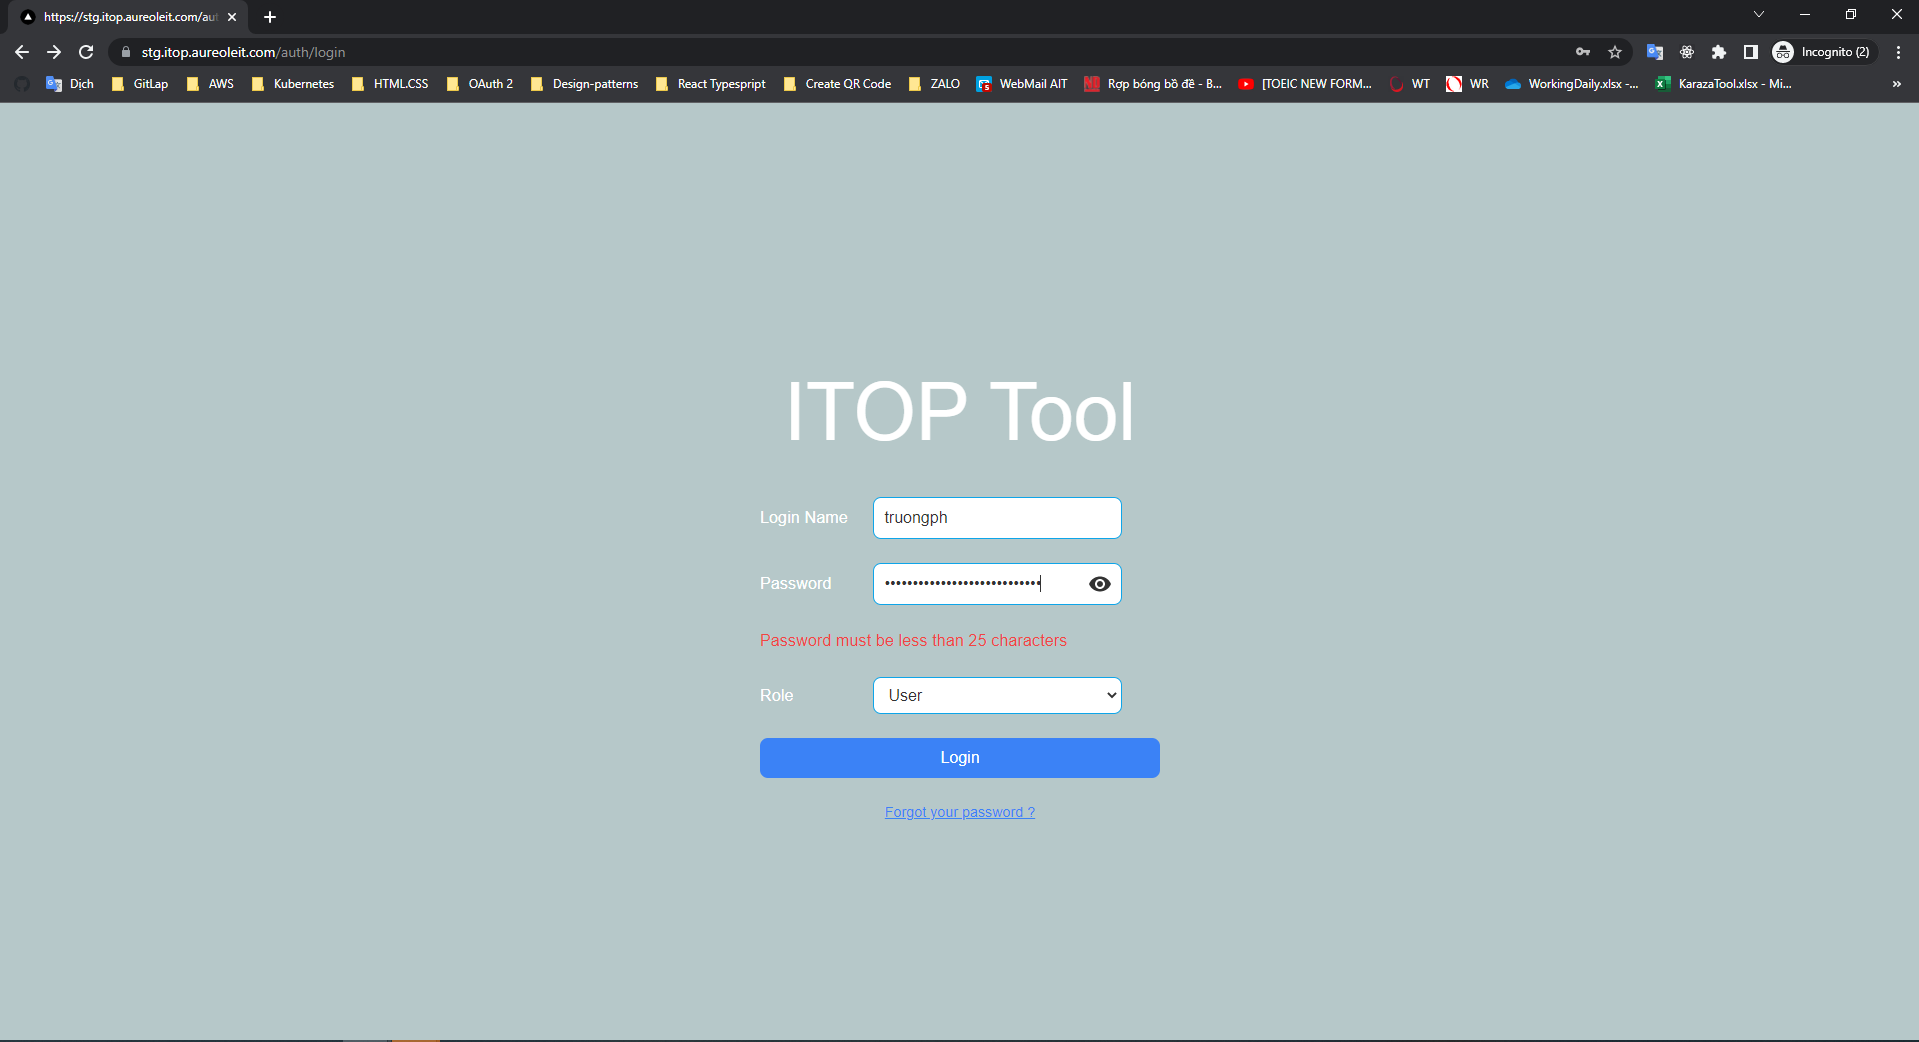 https://stg.itop.aureoleit.com/aut
stg.itop.aureoleit.com/auth/login
Incognito (2)
Dịch GitLap AWS Kubernetes HTML.CSS OAuth 2 Design-patterns React Typespript Create QR Code ZALO WebMail AIT Rợp bóng bồ đề - B... [TOEIC NEW FORM... WT WR WorkingDaily.xlsx -... KarazaTool.xlsx - Mi... »
ITOP Tool
Login Name truongph
Password ••••••••••••••••••••••••••••
Password must be less than 25 characters
Role User
Login
Forgot your password ?